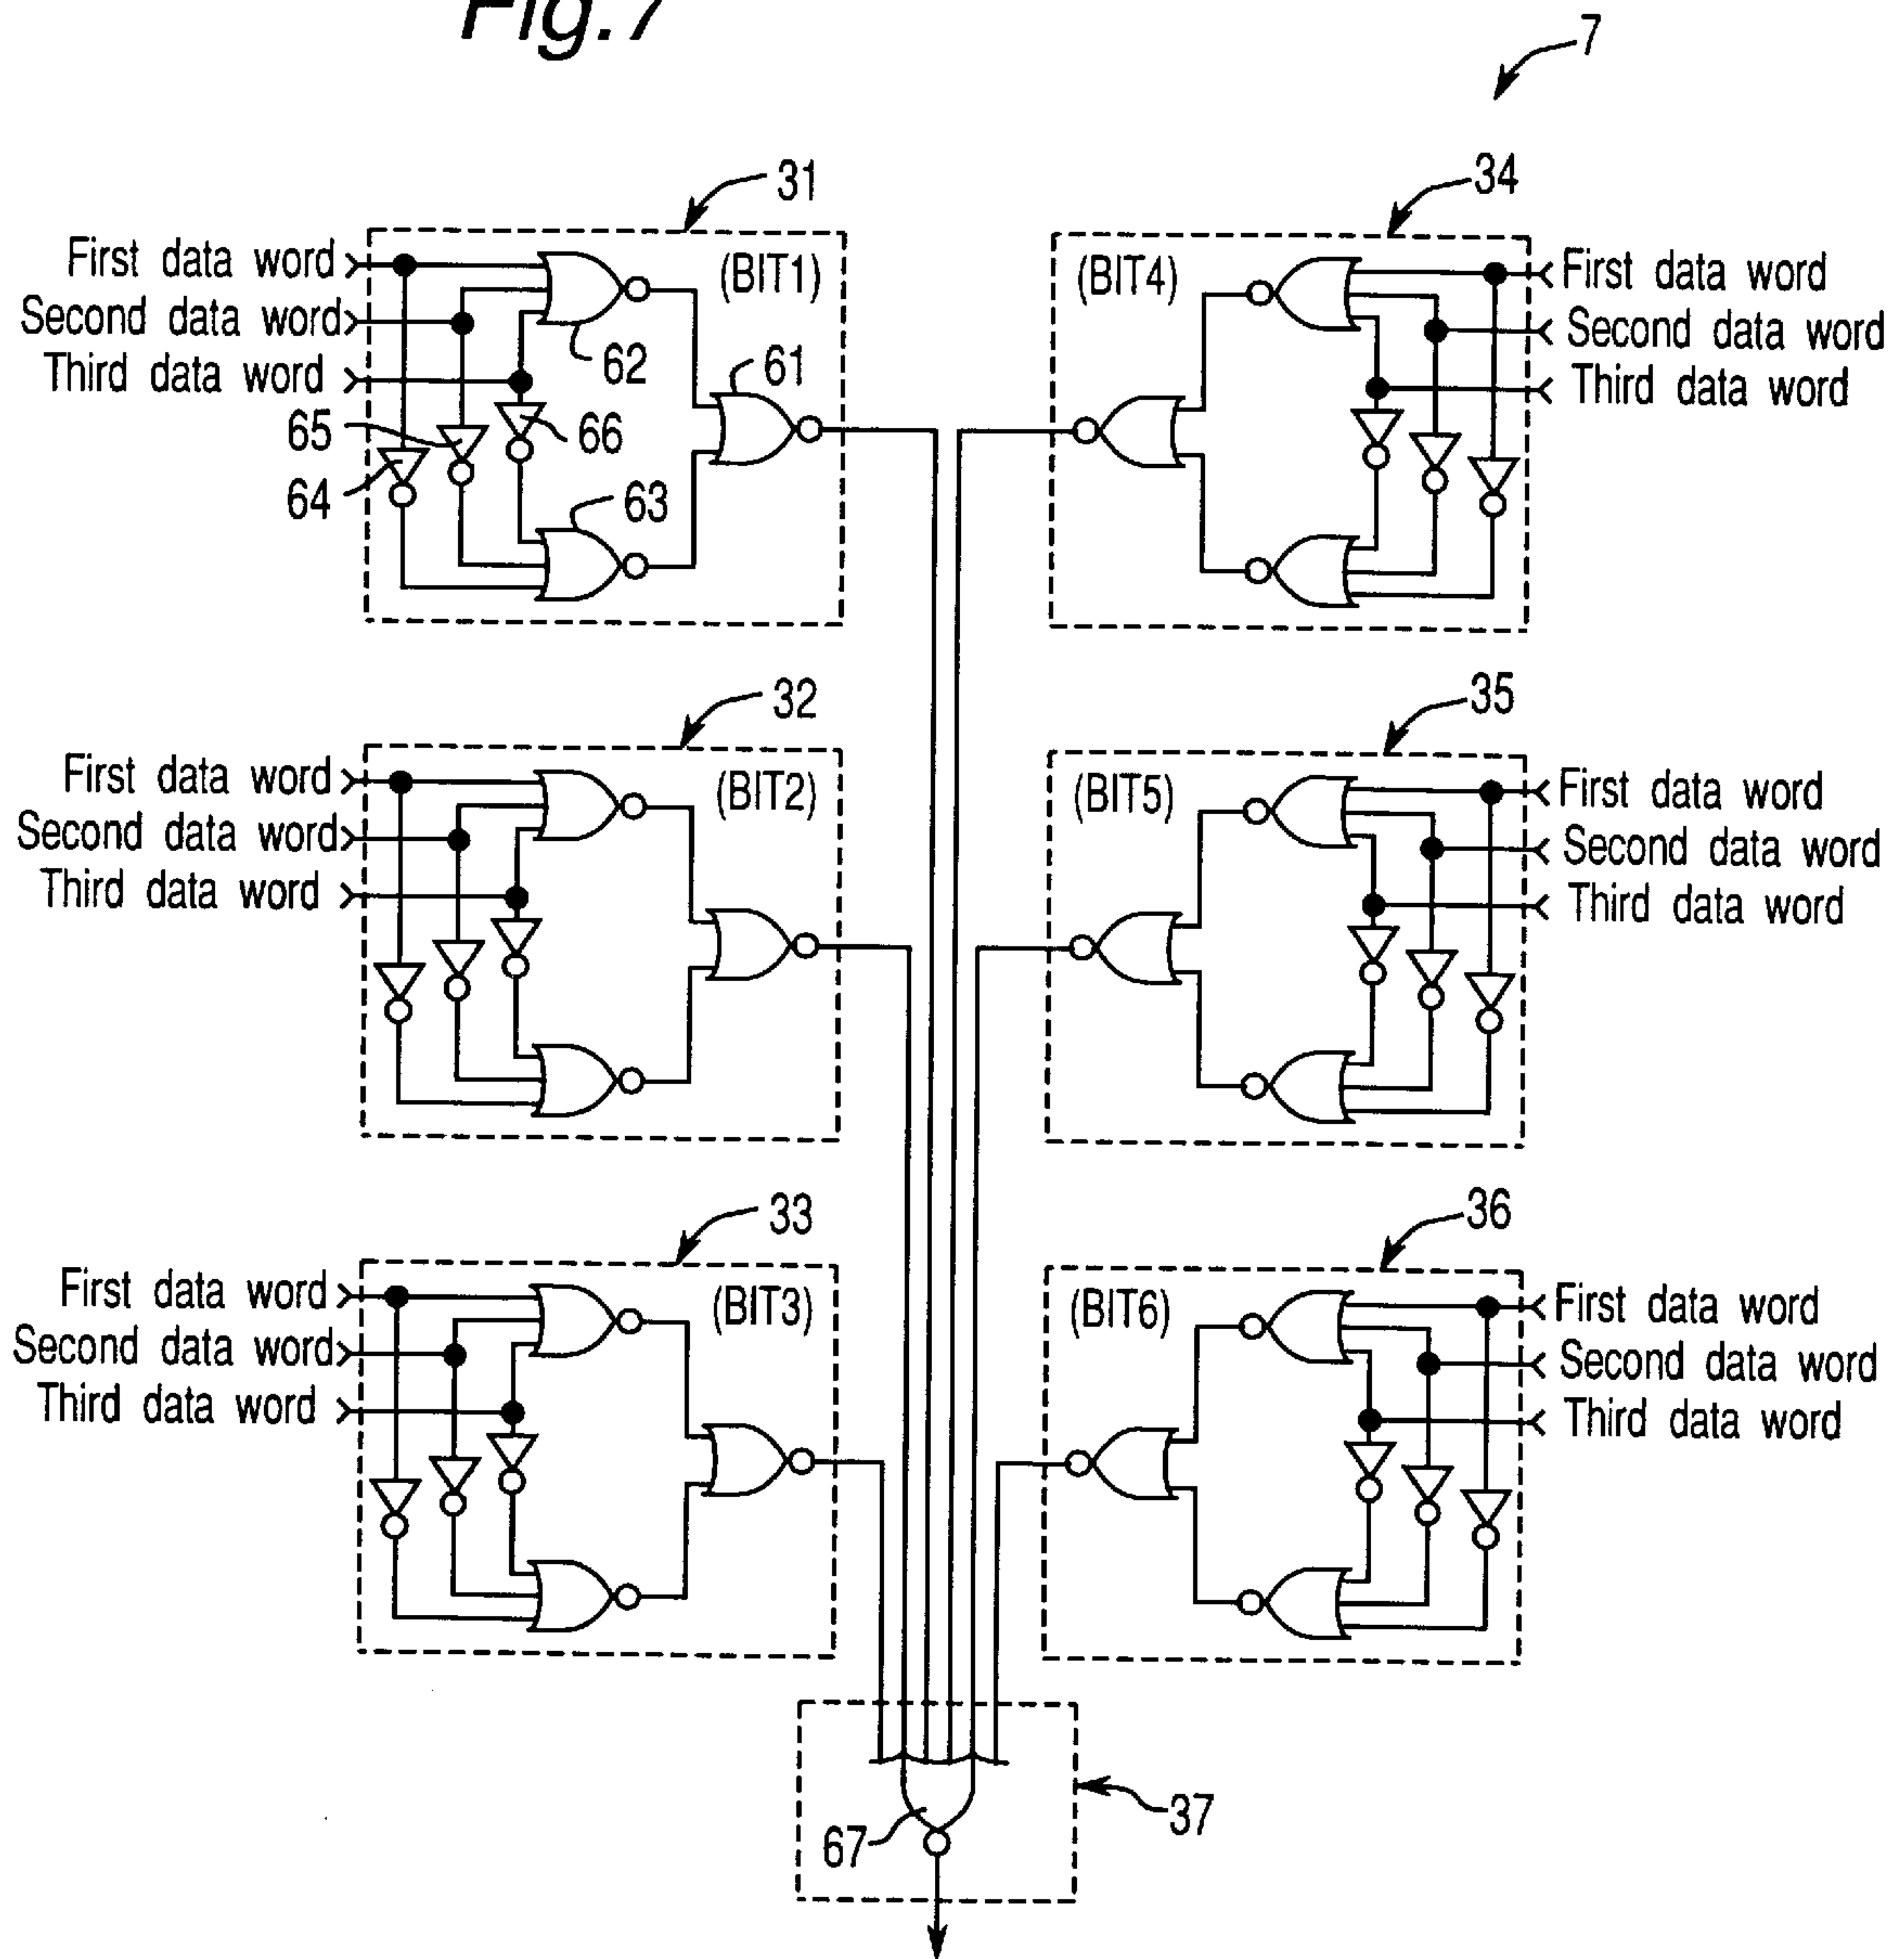 Fig.7
7
31
First data word
(BIT1)
Second data word
62
61
Third data word
65
66
64
63
34
(BIT4)
First data word
Second data word
Third data word
32
First data word
(BIT2)
Second data word
Third data word
35
(BIT5)
First data word
Second data word
Third data word
33
First data word
(BIT3)
Second data word
Third data word
36
(BIT6)
First data word
Second data word
Third data word
67
37